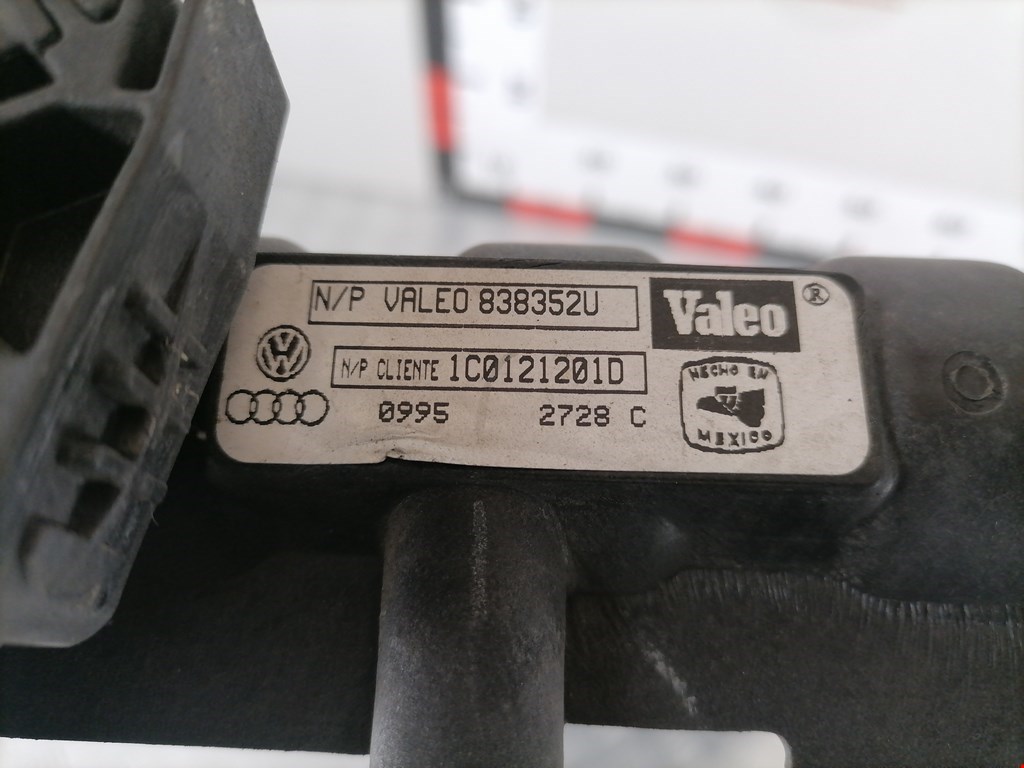 N/P VALEO 838352U
Valeo ®
N/P CLIENTE 1C0121201D
0995 2728 C
HECHO EN
MEXICO